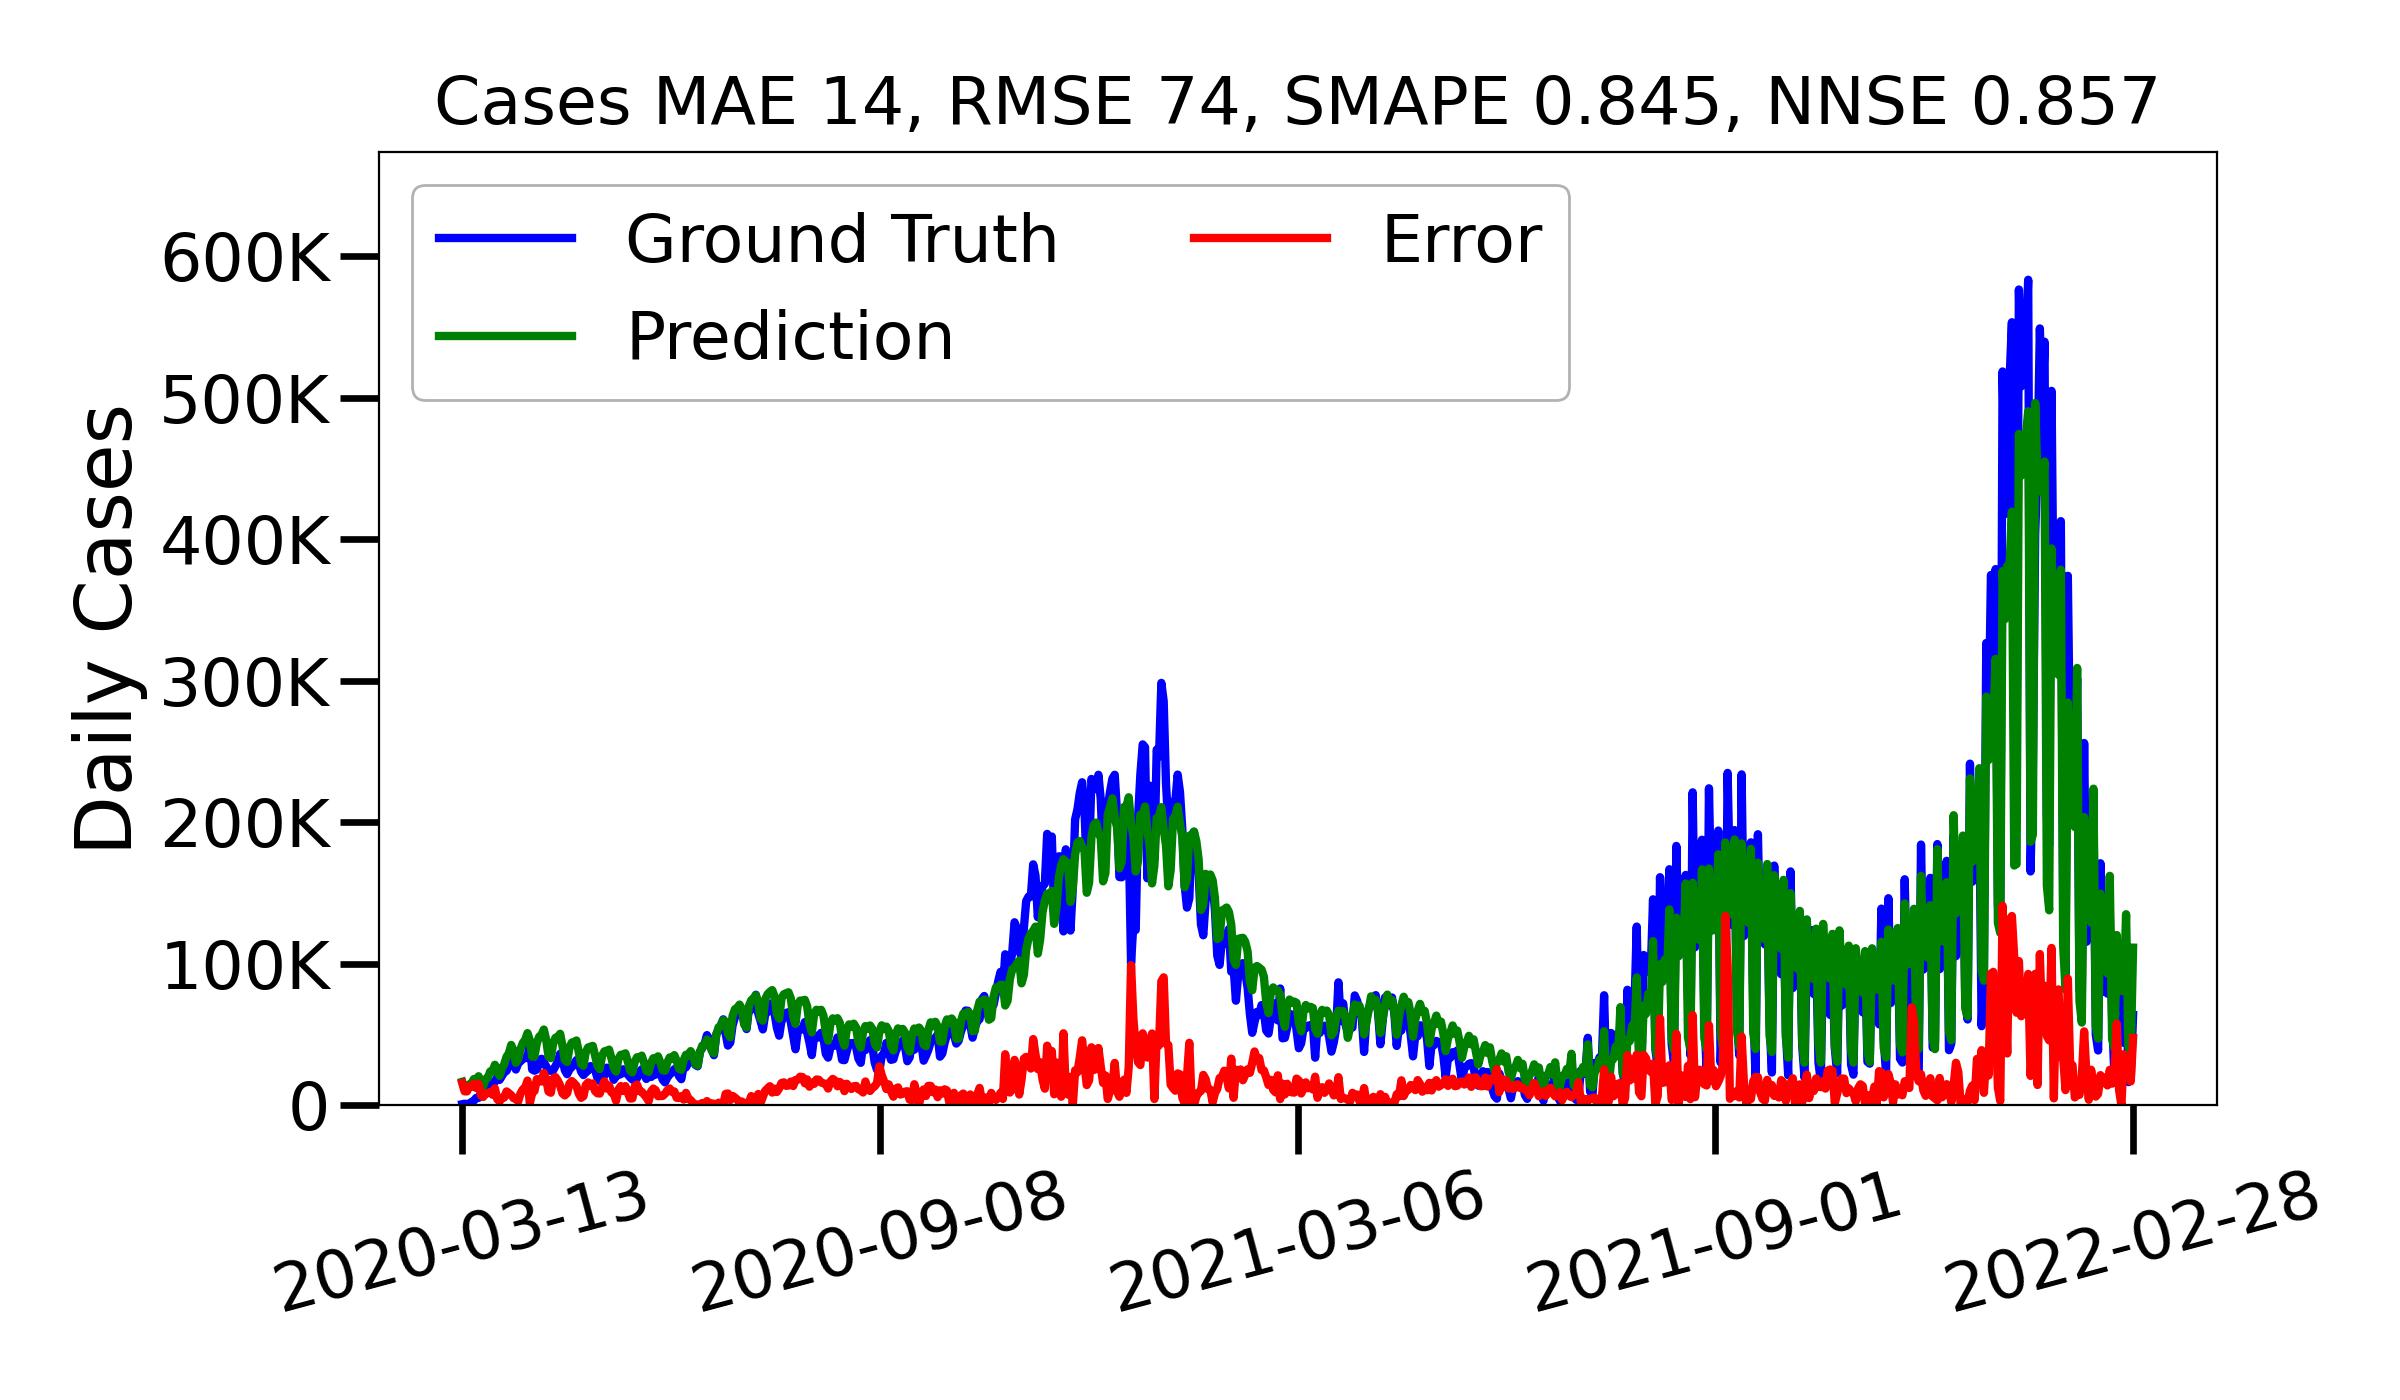 Cases MAE 14, RMSE 74, SMAPE 0.845, NNSE 0.857
Ground Truth
Prediction
Error
Daily Cases
600K
500K
400K
300K
200K
100K
0
2020-03-13
2020-09-08
2021-03-06
2021-09-01
2022-02-28